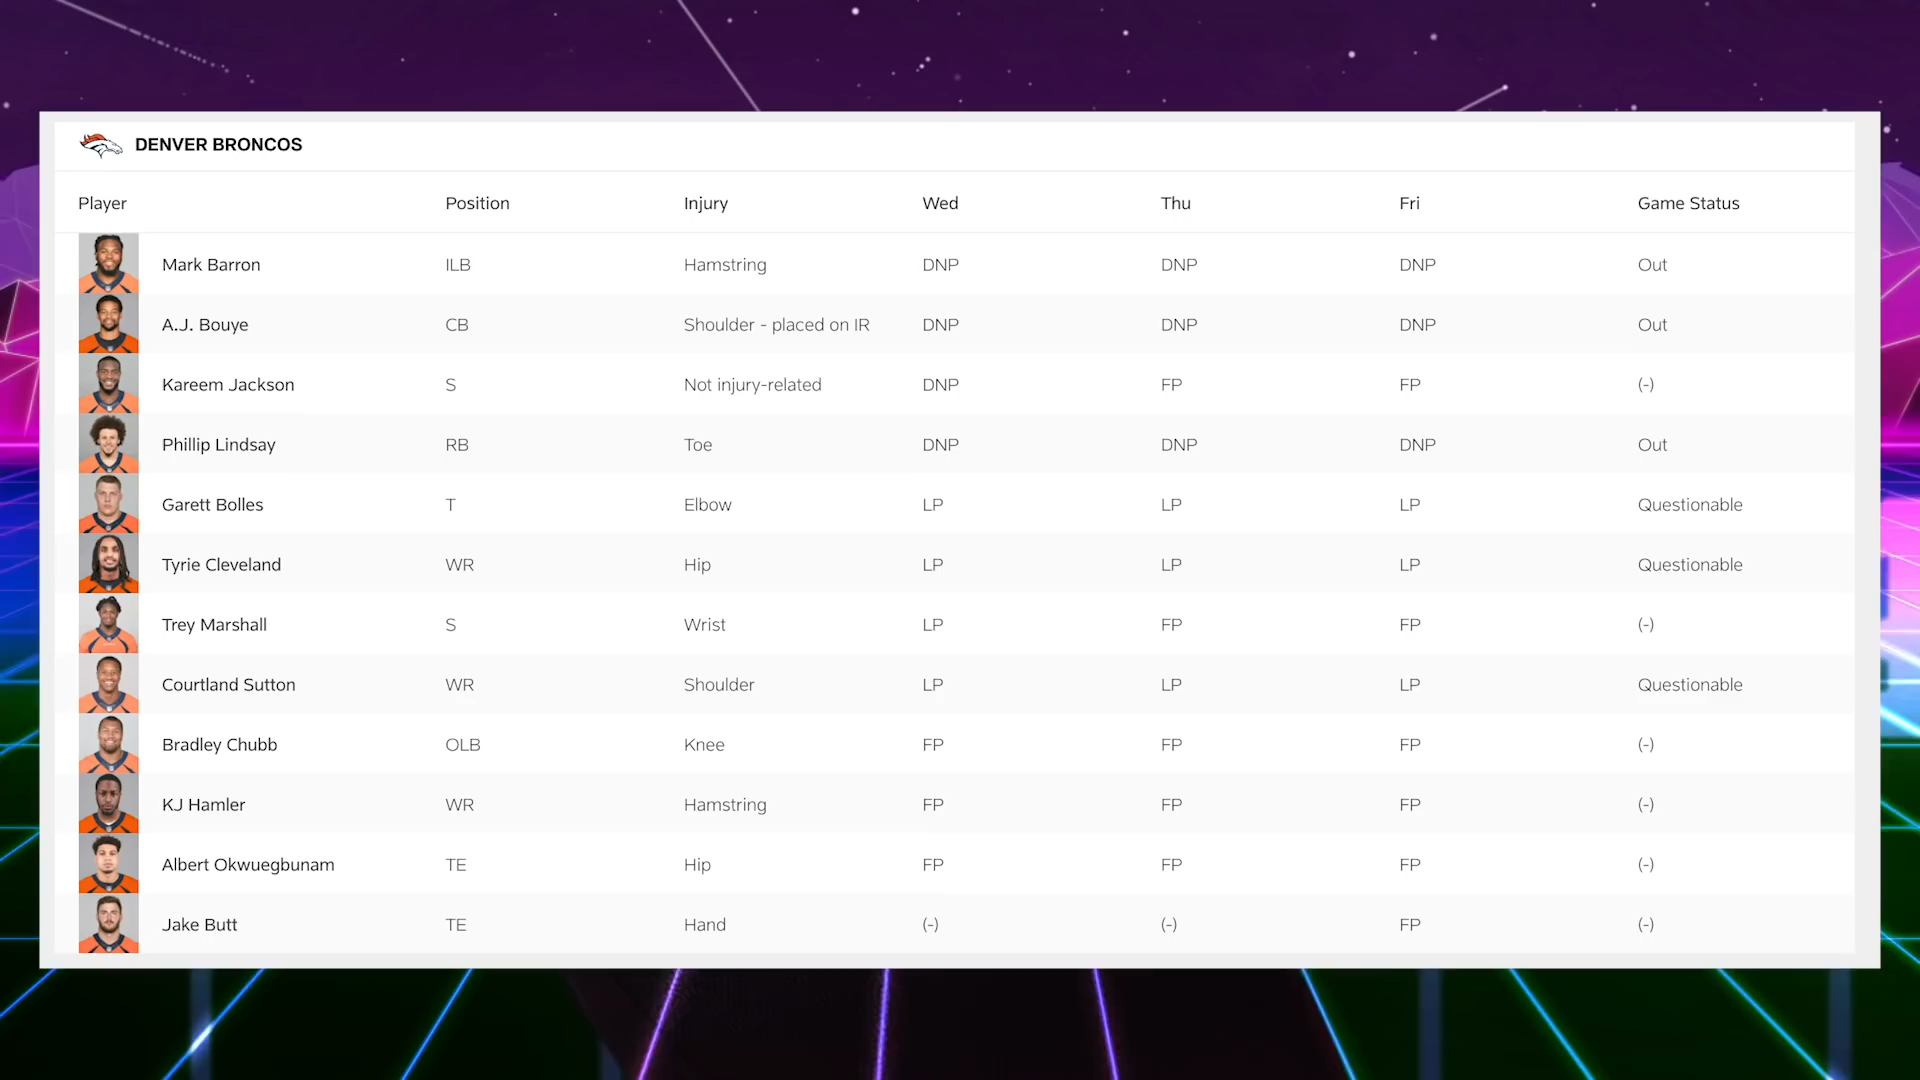 DENVER BRONCOS
Player Position Injury Wed Thu Fri Game Status
Mark Barron ILB Hamstring DNP DNP DNP Out
A.J. Bouye CB Shoulder - placed on IR DNP DNP DNP Out
Kareem Jackson S Not injury-related DNP FP FP (-)
Phillip Lindsay RB Toe DNP DNP DNP Out
Garett Bolles T Elbow LP LP LP Questionable
Tyrie Cleveland WR Hip LP LP LP Questionable
Trey Marshall S Wrist LP FP FP (-)
Courtland Sutton WR Shoulder LP LP LP Questionable
Bradley Chubb OLB Knee FP FP FP (-)
KJ Hamler WR Hamstring FP FP FP (-)
Albert Okwuegbunam TE Hip FP FP FP (-)
Jake Butt TE Hand (-) (-) FP (-)